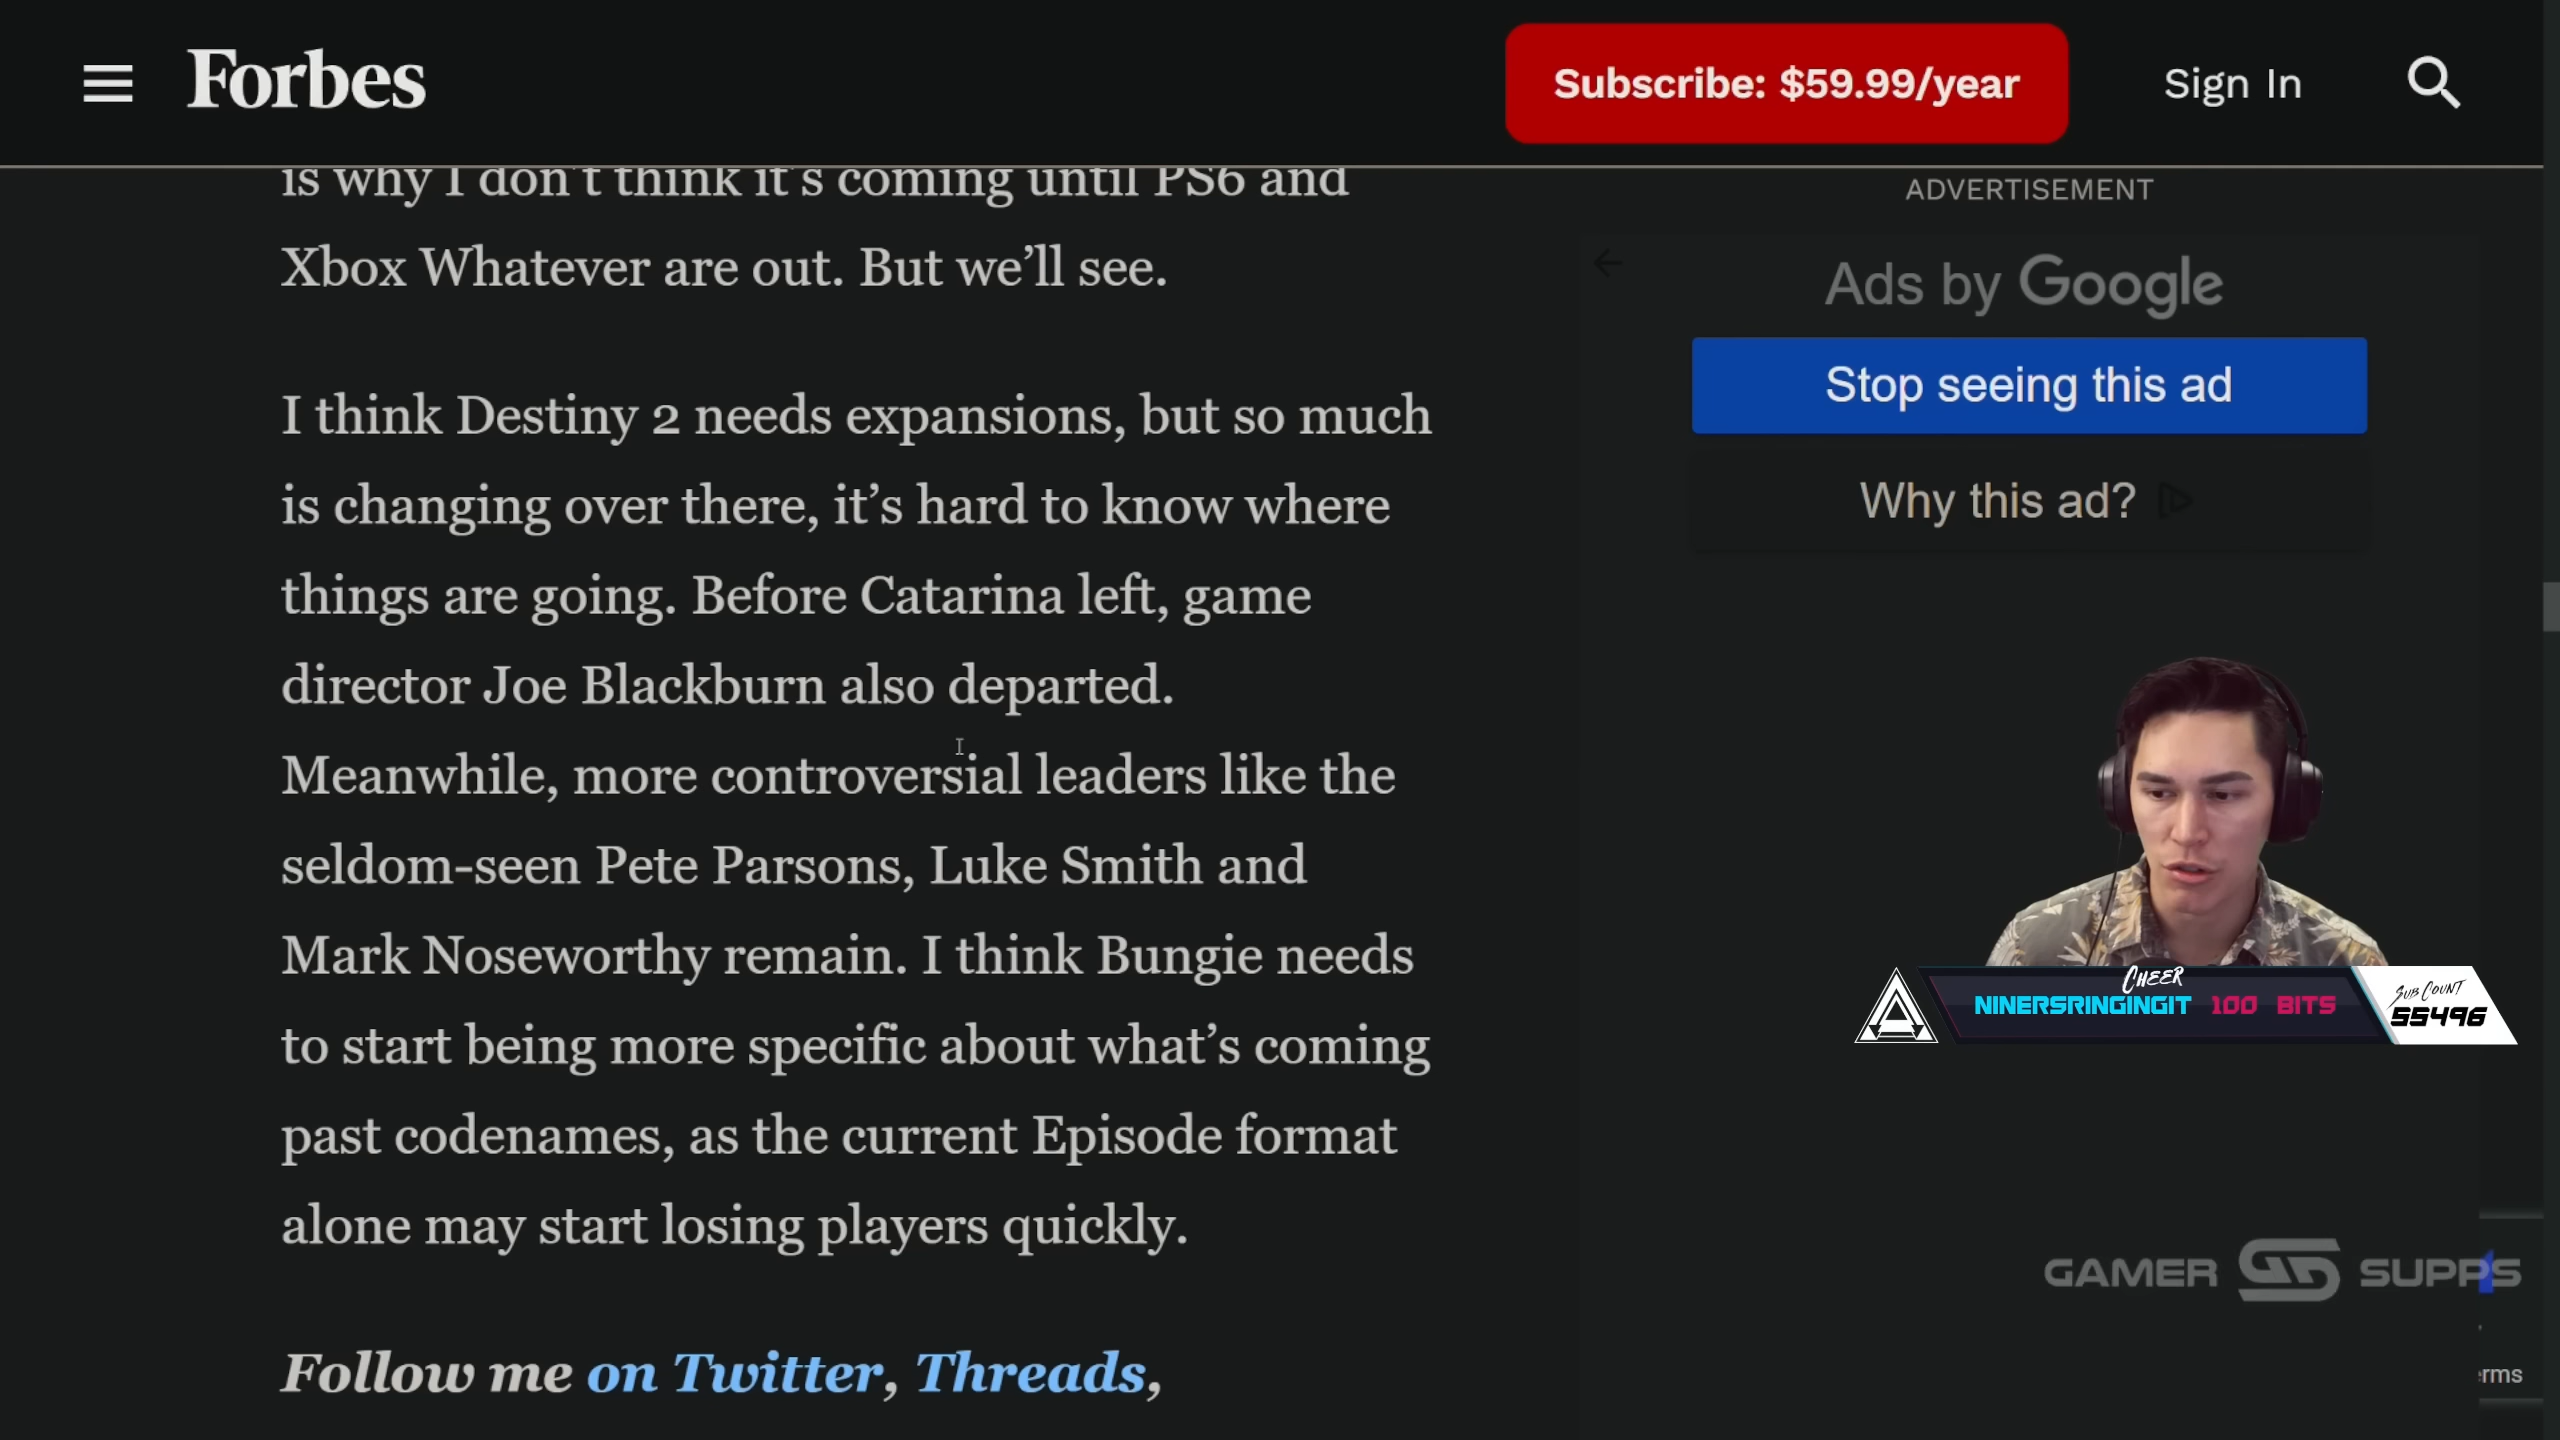 Forbes
Subscribe: $59.99/year
Sign In
is why I don't think it's coming until PS6 and
Xbox Whatever are out. But we'll see.
I think Destiny 2 needs expansions, but so much
is changing over there, it's hard to know where
things are going. Before Catarina left, game
director Joe Blackburn also departed.
Meanwhile, more controversial leaders like the
seldom-seen Pete Parsons, Luke Smith and
Mark Noseworthy remain. I think Bungie needs
to start being more specific about what's coming
past codenames, as the current Episode format
alone may start losing players quickly.
Follow me on Twitter, Threads,
ADVERTISEMENT
Ads by Google
Stop seeing this ad
Why this ad?
CHEER
NINERSRINGINGIT 100 BITS
SUB COUNT
55496
GAMER SUPPS